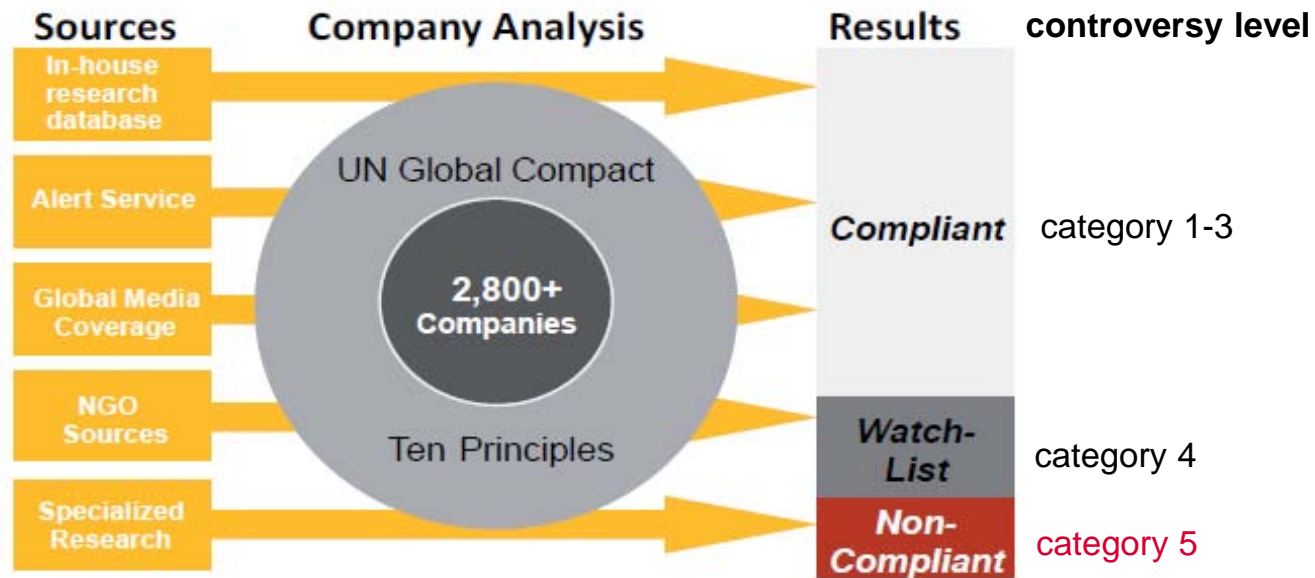 Sources
Company Analysis
Results
controversy level
In-house
research
database
Alert Service
Global Media
Coverage
NGO
Sources
Specialized
Research
UN Global Compact
2,800+
Companies
Ten Principles
Compliant
category 1-3
Watch-
List
category 4
Non-
Compliant
category 5